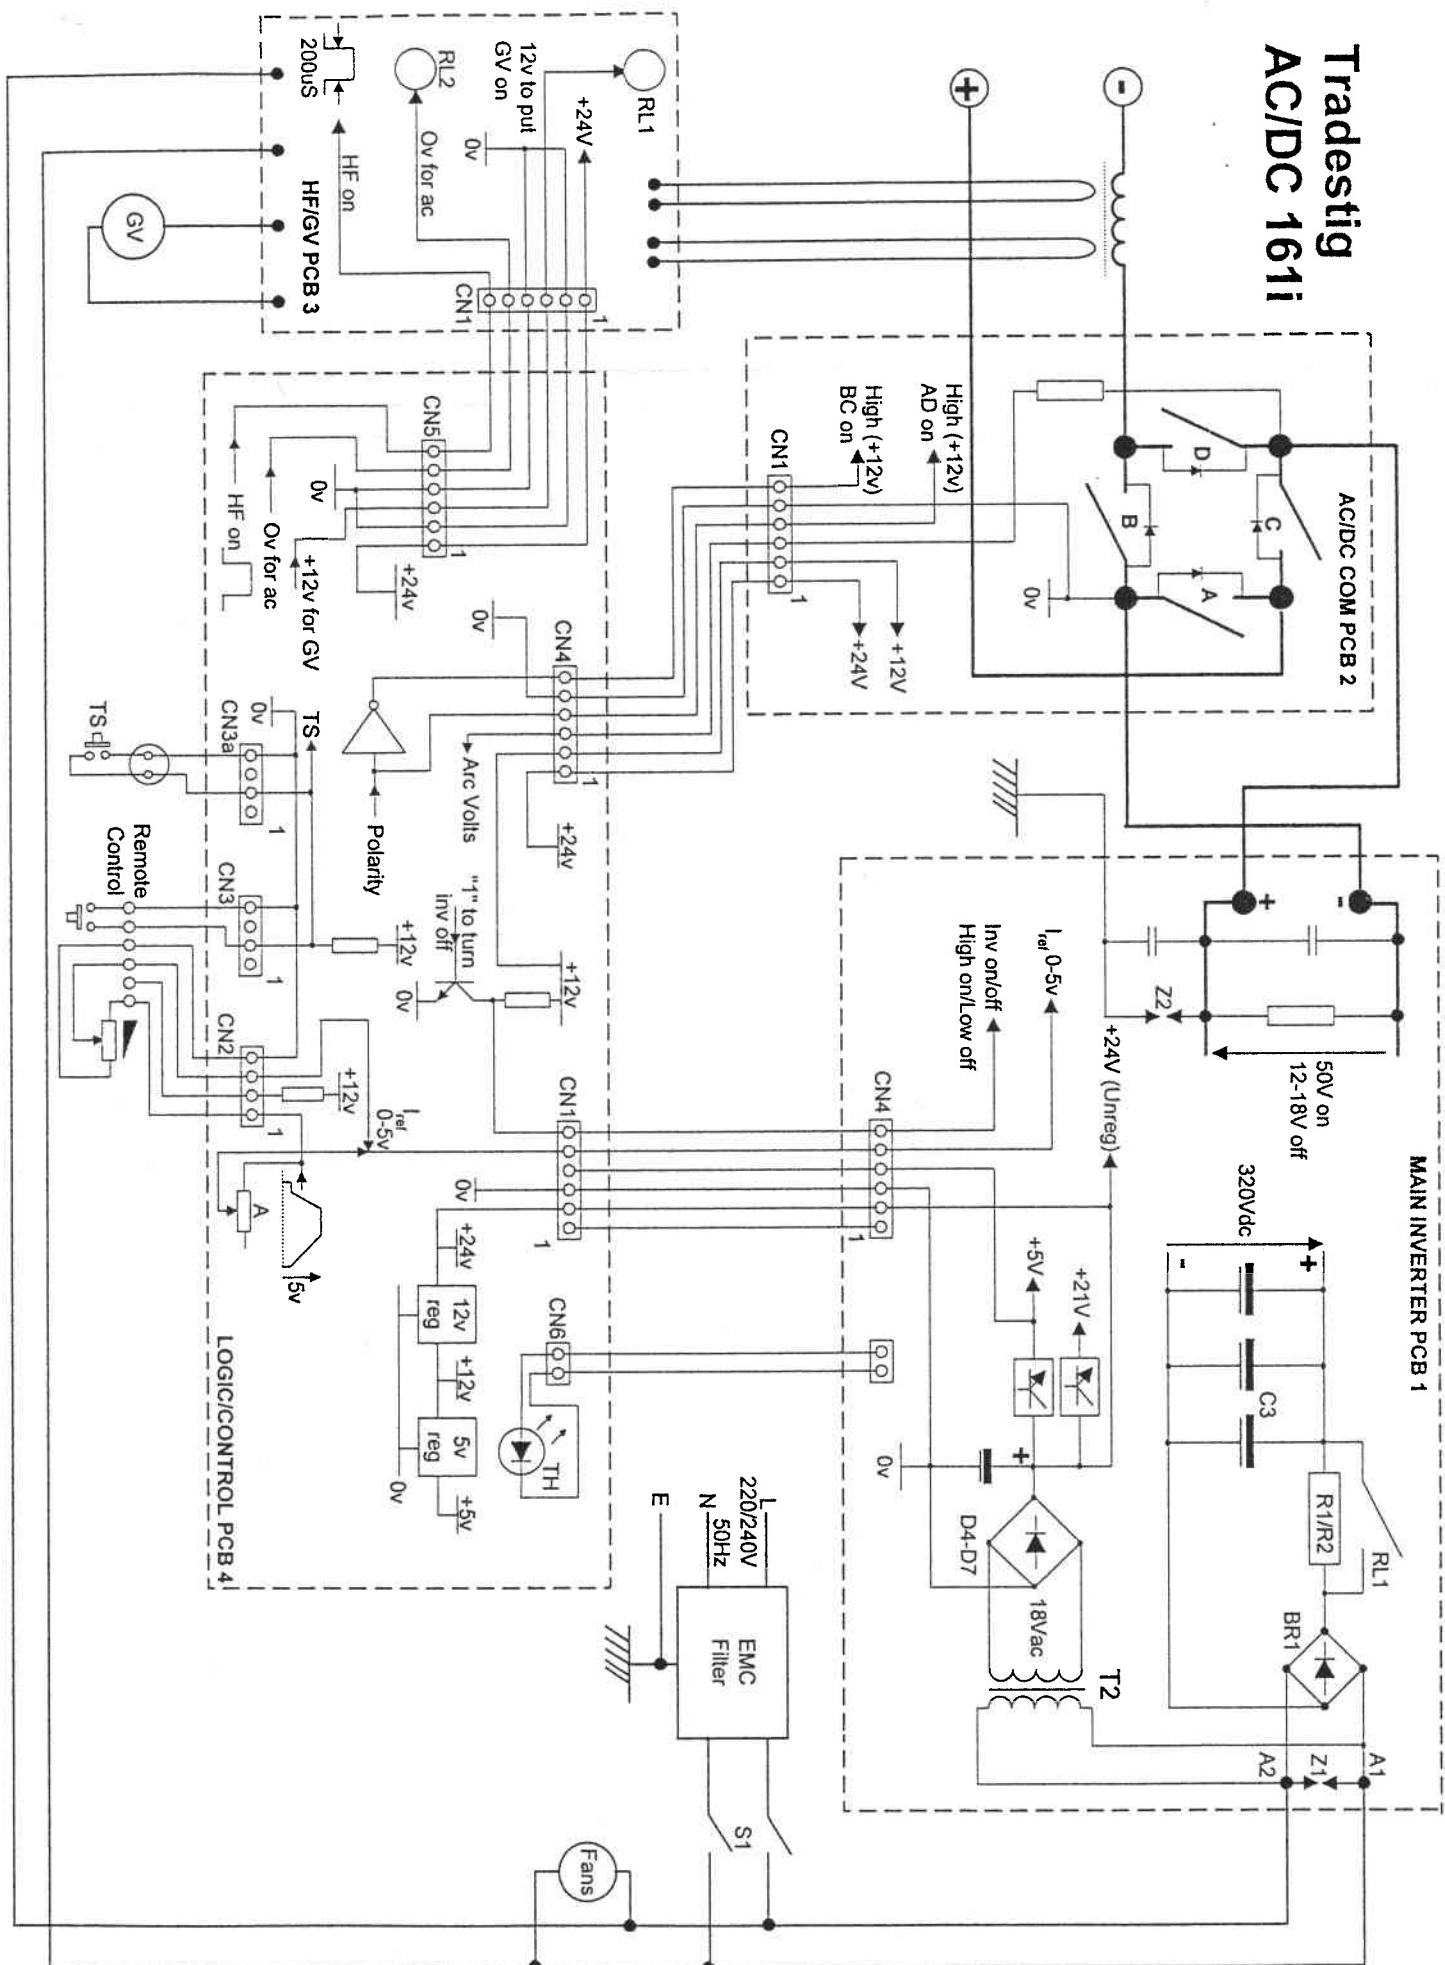 Tradestig
AC/DC 161i
-
+
RL1
+24V
12v to put
GV on
0v
RL2
Ov for ac
HF on
200uS
HF/GV PCB 3
GV
CN1
1
AC/DC COM PCB 2
D
C
B
A
0v
High (+12v)
AD on
High (+12v)
BC on
CN1
1
+12V
+24V
MAIN INVERTER PCB 1
-
+
Z2
50V on
12-18V off
320Vdc
+
-
C3
R1/R2
RL1
BR1
A1
Z1
A2
T2
18Vac
D4-D7
+
0v
+21V
+5V
+24V (Unreg)
Iref 0-5v
Inv on/off
High on/Low off
CN4
1
CN5
1
+24v
0v
+12v for GV
Ov for ac
HF on
CN4
1
0v
+24v
Arc Volts
Polarity
"1" to turn
inv off
+12v
0v
CN1
1
0v
+24v
12v
reg
+12v
5v
reg
+5v
0v
CN6
TH
TS
0v
CN3a
1
TS
Remote
Control
CN3
1
+12v
CN2
1
+12v
Iref
0-5v
A
5v
LOGIC/CONTROL PCB 4
L
220/240V
50Hz
N
E
EMC
Filter
S1
Fans